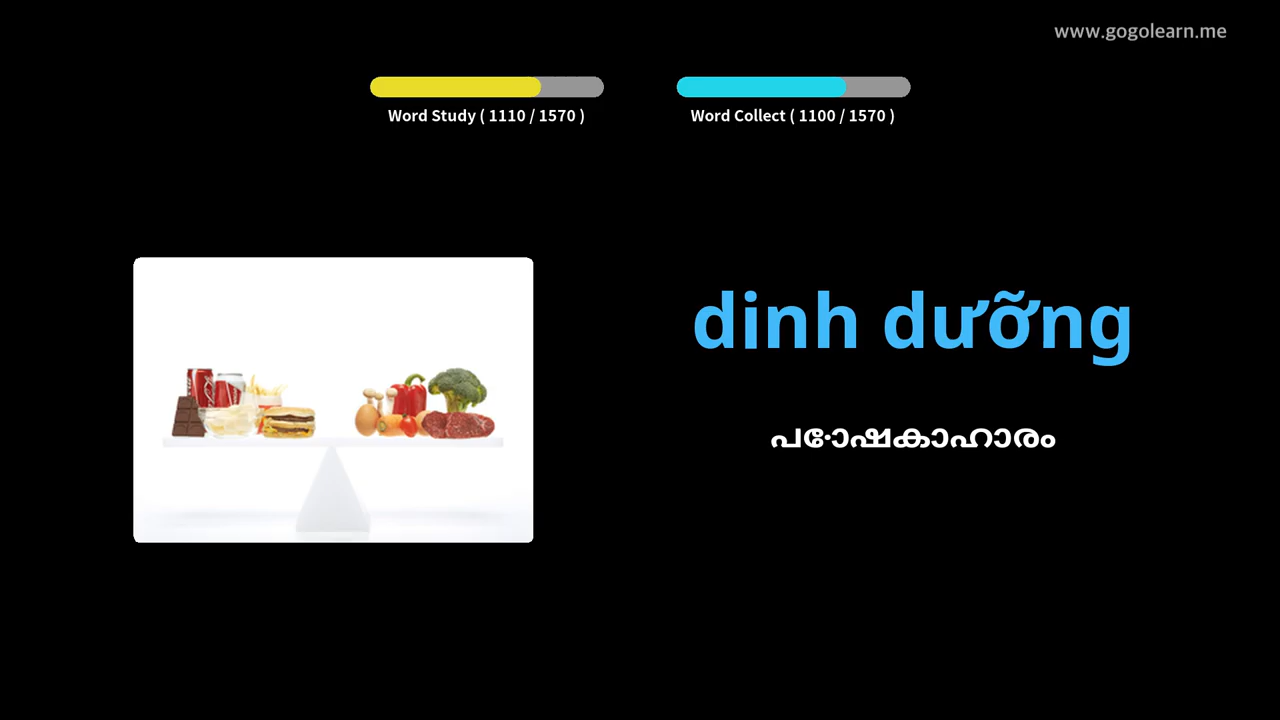 www.gogolearn.me
Word Study ( 1110 / 1570 )
Word Collect ( 1100 / 1570 )
dinh dưỡng
പോഷകാഹാരം